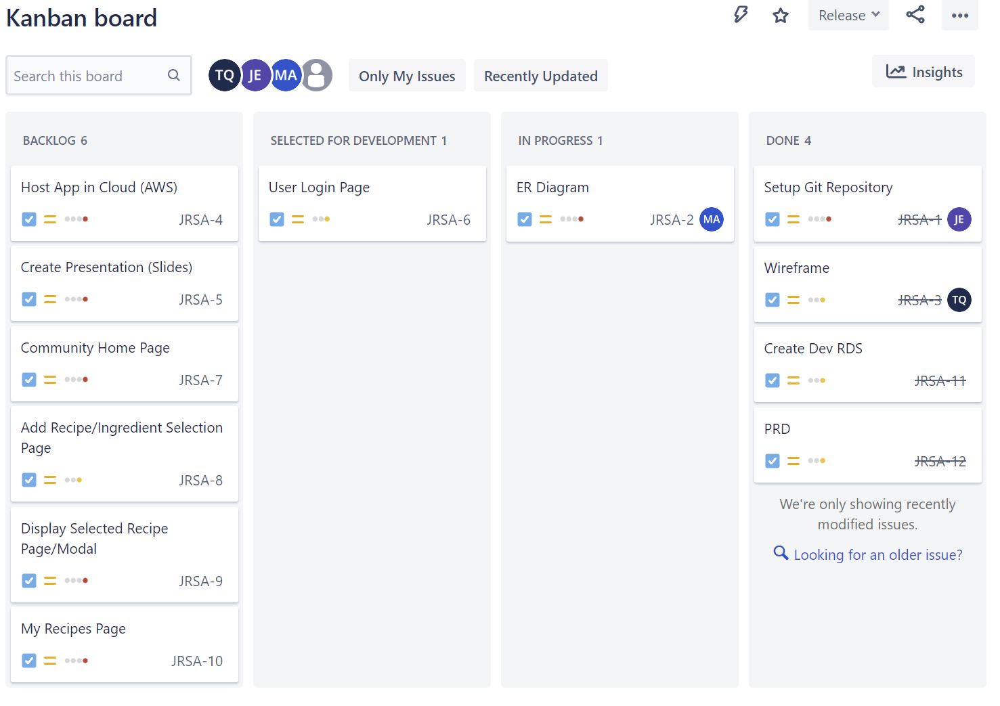 Kanban board
Release
Search this board
TQ
JE
MA
Only My Issues
Recently Updated
Insights
BACKLOG 6
Host App in Cloud (AWS)
JRSA-4
Create Presentation (Slides)
JRSA-5
Community Home Page
JRSA-7
Add Recipe/Ingredient Selection
Page
JRSA-8
Display Selected Recipe
Page/Modal
JRSA-9
My Recipes Page
JRSA-10
SELECTED FOR DEVELOPMENT 1
User Login Page
JRSA-6
IN PROGRESS 1
ER Diagram
JRSA-2 MA
DONE 4
Setup Git Repository
JRSA-1 JE
Wireframe
JRSA-3 TQ
Create Dev RDS
JRSA-11
PRD
JRSA-12
We're only showing recently
modified issues.
Looking for an older issue?